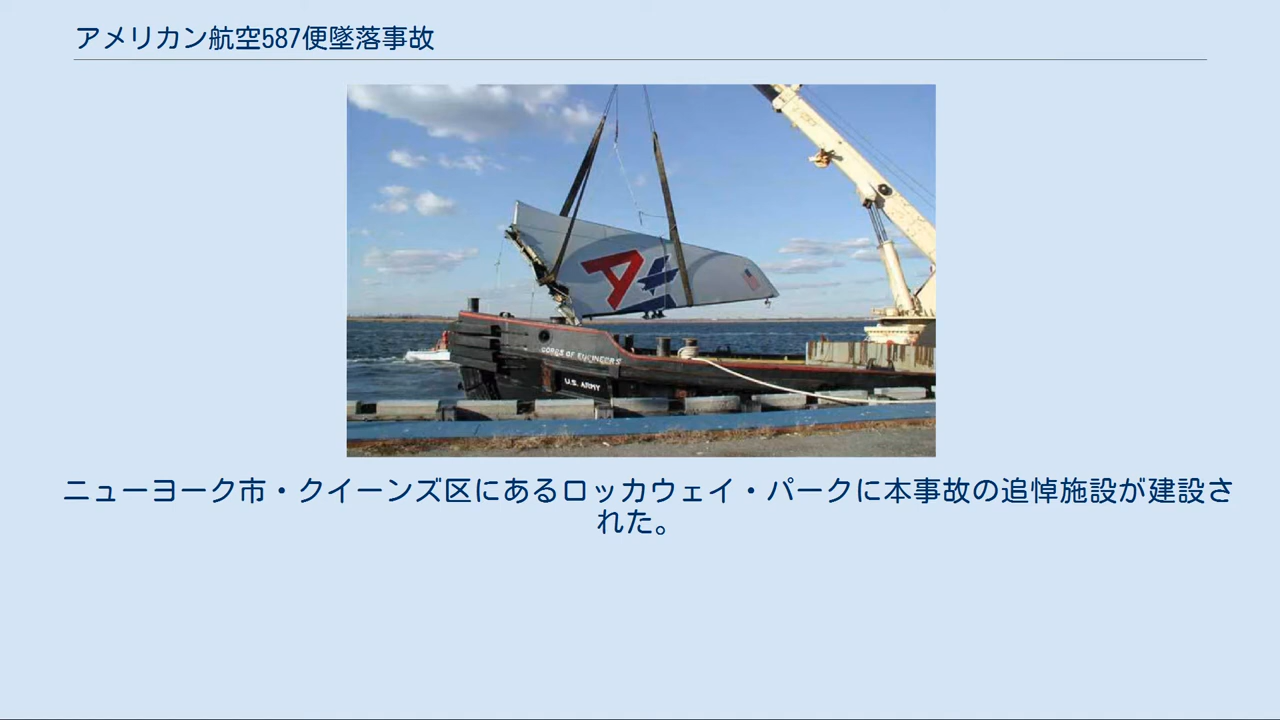 アメリカン航空587便墜落事故
A
CORPS OF ENGINEERS
U.S. ARMY
ニューヨーク市・クイーンズ区にあるロッカウェイ・パークに本事故の追悼施設が建設さ
れた。